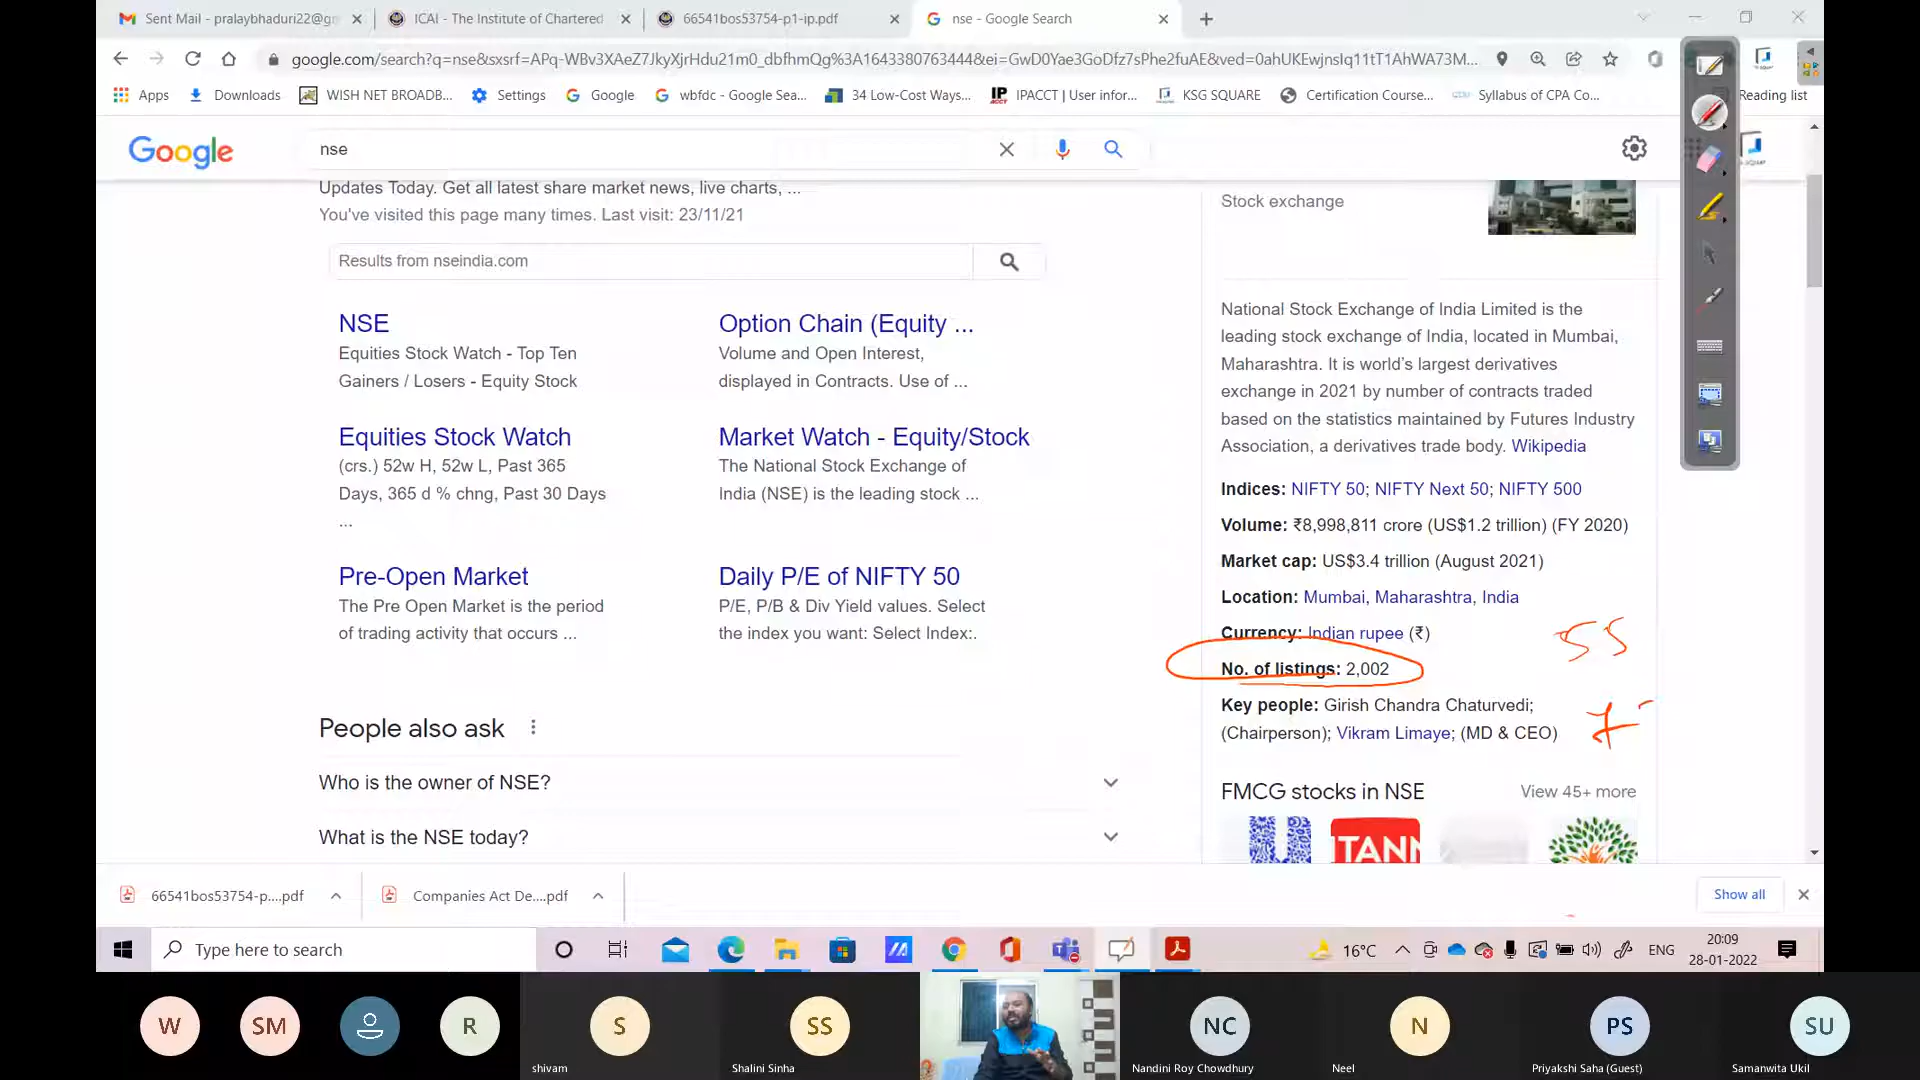 Sent Mail - pralaybhaduri22@gm
ICAI - The Institute of Chartered
66541bos53754-p1-ip.pdf
nse - Google Search
google.com/search?q=nse&sxsrf=APq-WBv3XAeZ7JkyXjrHdu21m0_dbfhmQg%3A1643380763444&ei=GwD0Yae3GoDfz7sPhe2fuAE&ved=0ahUKEwjnsIq11tT1AhWA73M...
Apps
Downloads
WISH NET BROADB...
Settings
Google
wbfdc - Google Sea...
34 Low-Cost Ways...
IPACCT | User infor...
KSG SQUARE
Certification Course...
Syllabus of CPA Co...
Reading list
Google
nse
Updates Today. Get all latest share market news, live charts, ...
You've visited this page many times. Last visit: 23/11/21
Results from nseindia.com
NSE
Equities Stock Watch - Top Ten
Gainers / Losers - Equity Stock
Option Chain (Equity ...
Volume and Open Interest,
displayed in Contracts. Use of ...
Equities Stock Watch
(crs.) 52w H, 52w L, Past 365
Days, 365 d % chng, Past 30 Days
...
Market Watch - Equity/Stock
The National Stock Exchange of
India (NSE) is the leading stock ...
Pre-Open Market
The Pre Open Market is the period
of trading activity that occurs ...
Daily P/E of NIFTY 50
P/E, P/B & Div Yield values. Select
the index you want: Select Index:.
People also ask
Who is the owner of NSE?
What is the NSE today?
Stock exchange
National Stock Exchange of India Limited is the
leading stock exchange of India, located in Mumbai,
Maharashtra. It is world's largest derivatives
exchange in 2021 by number of contracts traded
based on the statistics maintained by Futures Industry
Association, a derivatives trade body. Wikipedia
Indices: NIFTY 50; NIFTY Next 50; NIFTY 500
Volume: ₹8,998,811 crore (US$1.2 trillion) (FY 2020)
Market cap: US$3.4 trillion (August 2021)
Location: Mumbai, Maharashtra, India
Currency: Indian rupee (₹)
55
No. of listings: 2,002
Key people: Girish Chandra Chaturvedi;
(Chairperson); Vikram Limaye; (MD & CEO)
FMCG stocks in NSE
View 45+ more
66541bos53754-p....pdf
Companies Act De....pdf
Show all
Type here to search
16°C
ENG
20:09
28-01-2022
W
SM
R
S
shivam
SS
Shalini Sinha
NC
Nandini Roy Chowdhury
N
Neel
PS
Priyakshi Saha (Guest)
SU
Samanwita Ukil